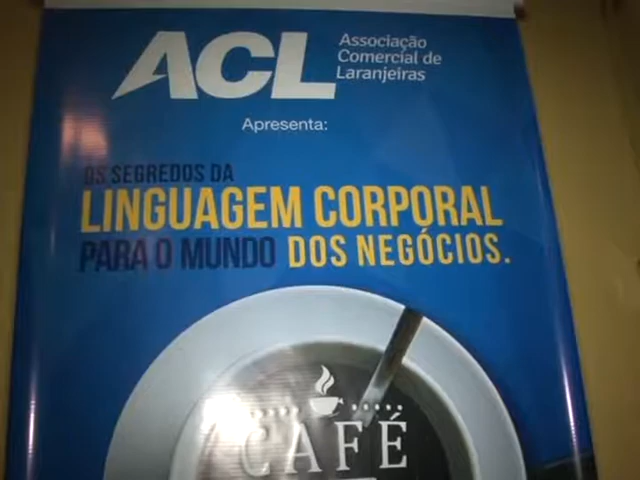 ACL
Associação
Comercial de
Laranjeiras
Apresenta:
OS SEGREDOS DA
LINGUAGEM CORPORAL
PARA O MUNDO DOS NEGÓCIOS.
CAFÉ